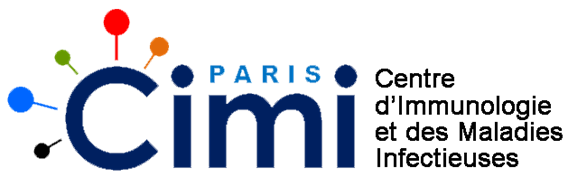 PARIS
Cimi
Centre
d'Immunologie
et des Maladies
Infectieuses